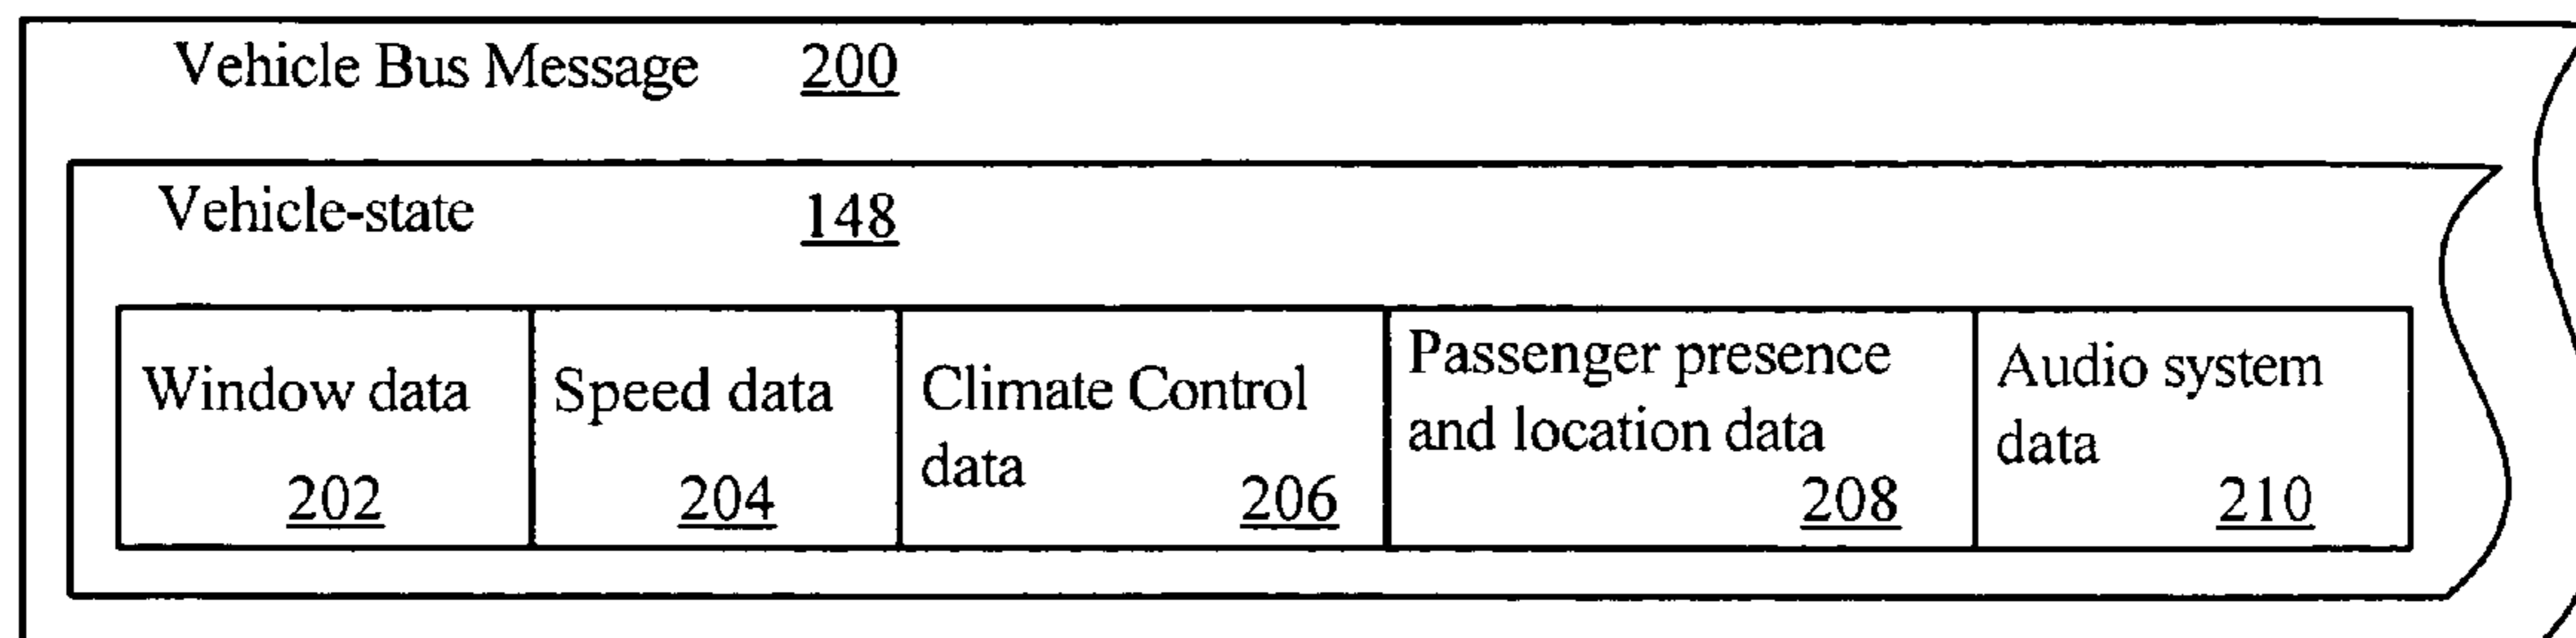 Vehicle Bus Message 200
Vehicle-state 148
Window data
202
Speed data
204
Climate Control
data
206
Passenger presence
and location data
208
Audio system
data
210